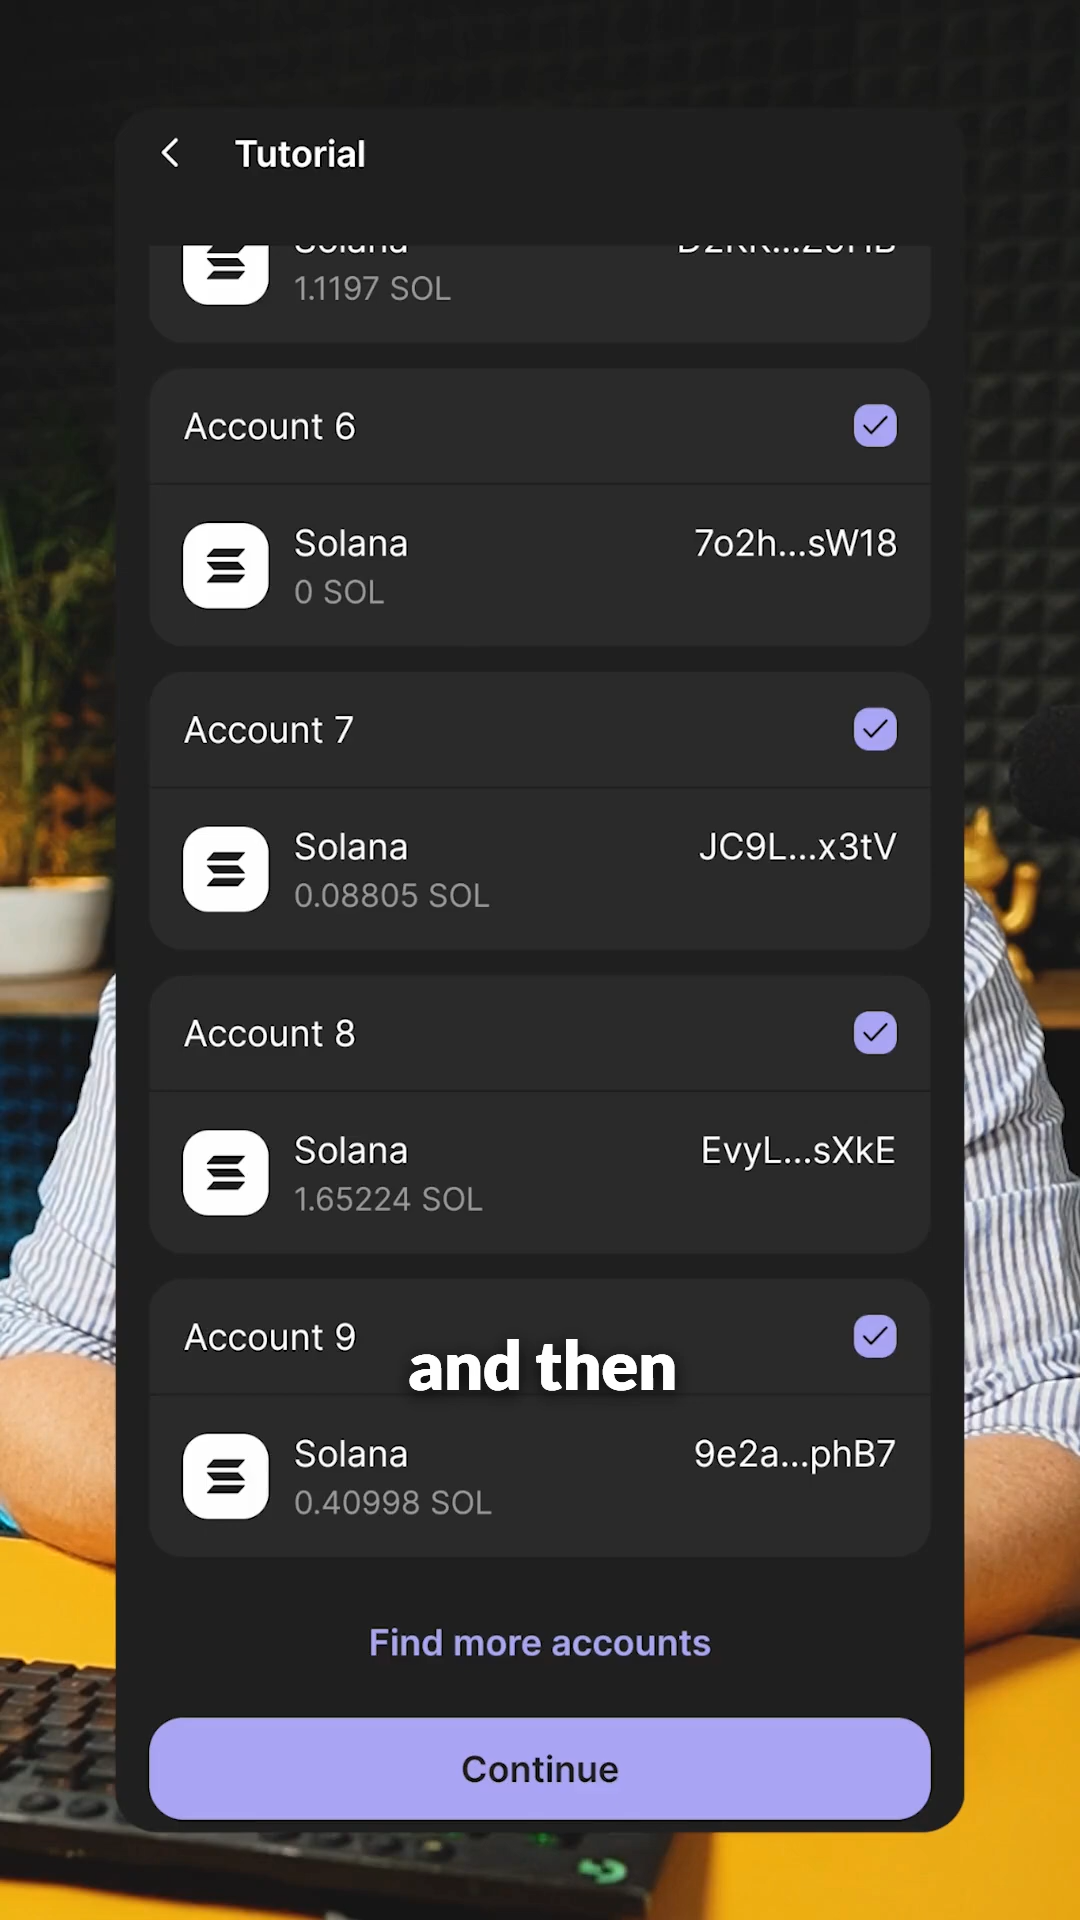 Tutorial
Solana
1.1197 SOL
Account 6
Solana 7o2h...sW18
0 SOL
Account 7
Solana JC9L...x3tV
0.08805 SOL
Account 8
Solana EvyL...sXkE
1.65224 SOL
Account 9
and then
Solana 9e2a...phB7
0.40998 SOL
Find more accounts
Continue